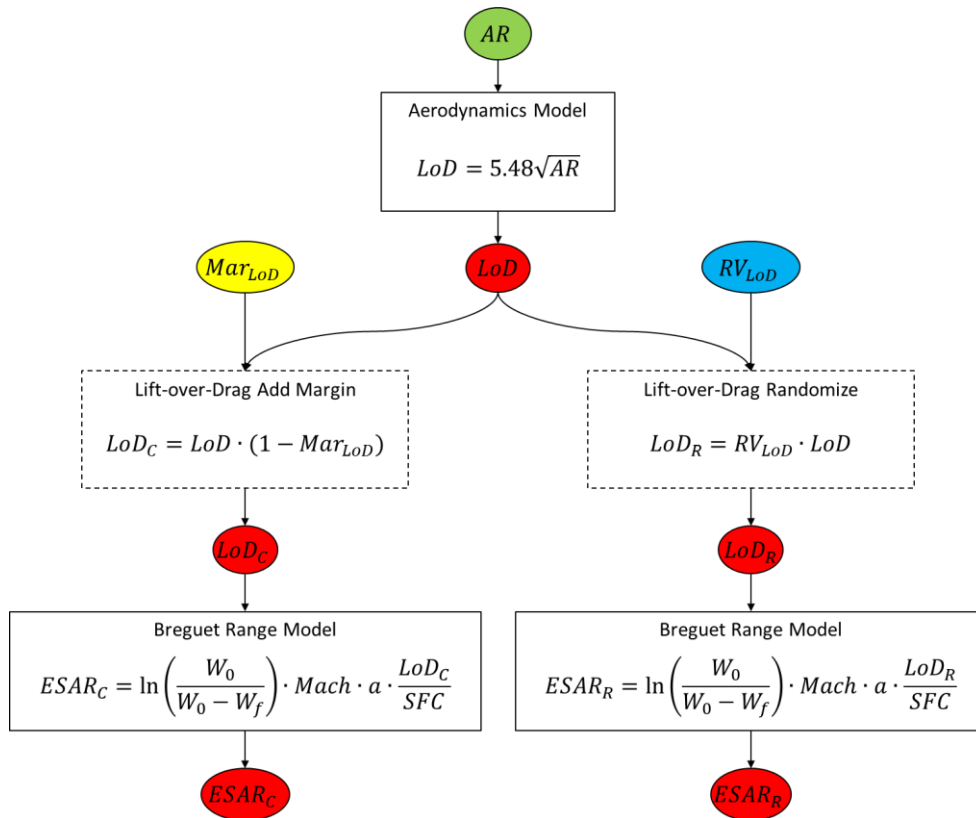 AR
Aerodynamics Model
LoD = 5.48√AR
Mar_LoD
LoD
RV_LoD
Lift-over-Drag Add Margin
LoD_C = LoD · (1 − Mar_LoD)
Lift-over-Drag Randomize
LoD_R = RV_LoD · LoD
LoD_C
LoD_R
Breguet Range Model
ESAR_C = ln(W_0 / (W_0 − W_f)) · Mach · a · LoD_C / SFC
Breguet Range Model
ESAR_R = ln(W_0 / (W_0 − W_f)) · Mach · a · LoD_R / SFC
ESAR_C
ESAR_R